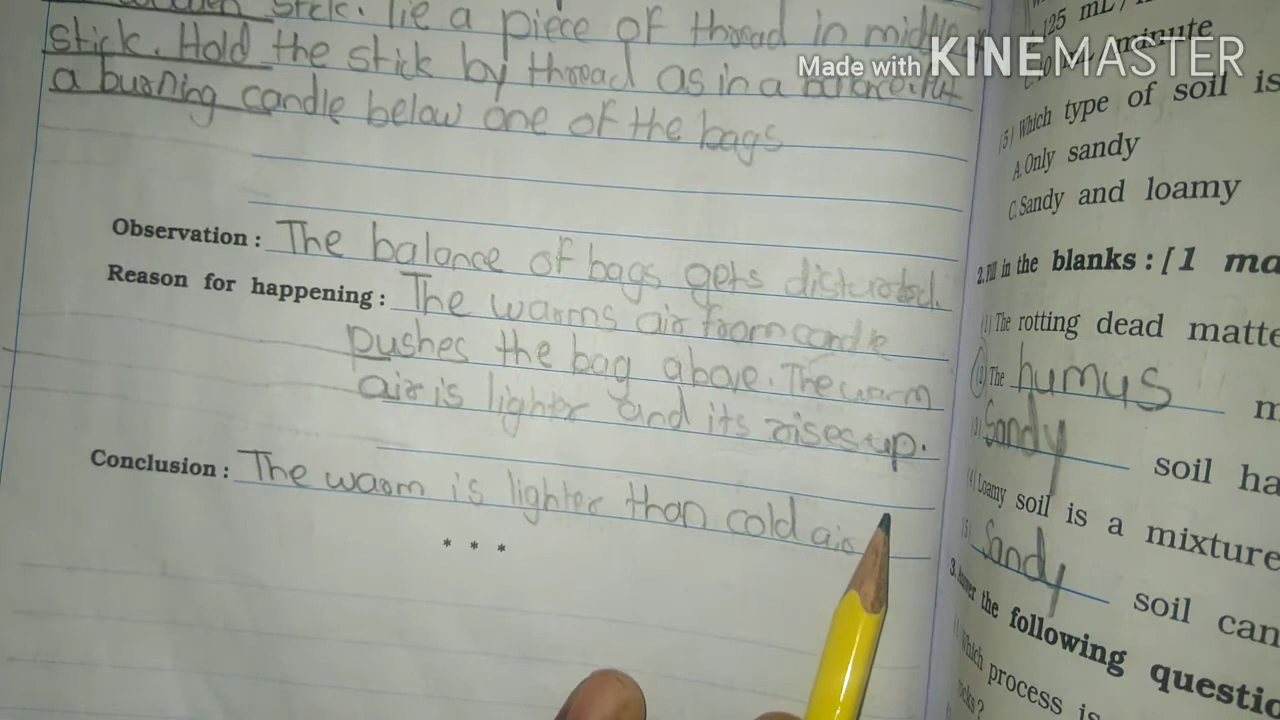 stick. Tie a piece of thread in middle
stick. Hold the stick by thread as in a balance. Put
a burning candle below one of the bags
Observation : The balance of bags gets disturbed.
Reason for happening : The warms air from candle
pushes the bag above. The warm
air is lighter and its rises up.
Conclusion : The warm is lighter than cold air
* * *
Made with KINEMASTER
125 mL /
minute
(5) Which type of soil is
A. Only sandy
C. Sandy and loamy
2. Fill in the blanks : [1 ma
(1) The rotting dead matte
(2) The humus m
(3) Sandy soil ha
(4) Loamy soil is a mixture
(5) Sandy soil can
3. Answer the following questio
(1) Which process is
rocks?